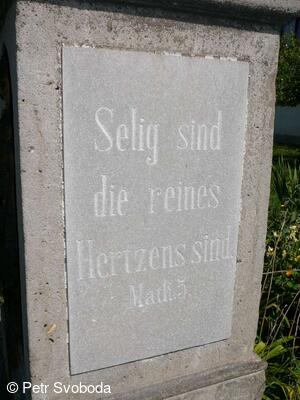 Selig sind
die reines
Hertzens sind.
Math.5.
© Petr Svoboda